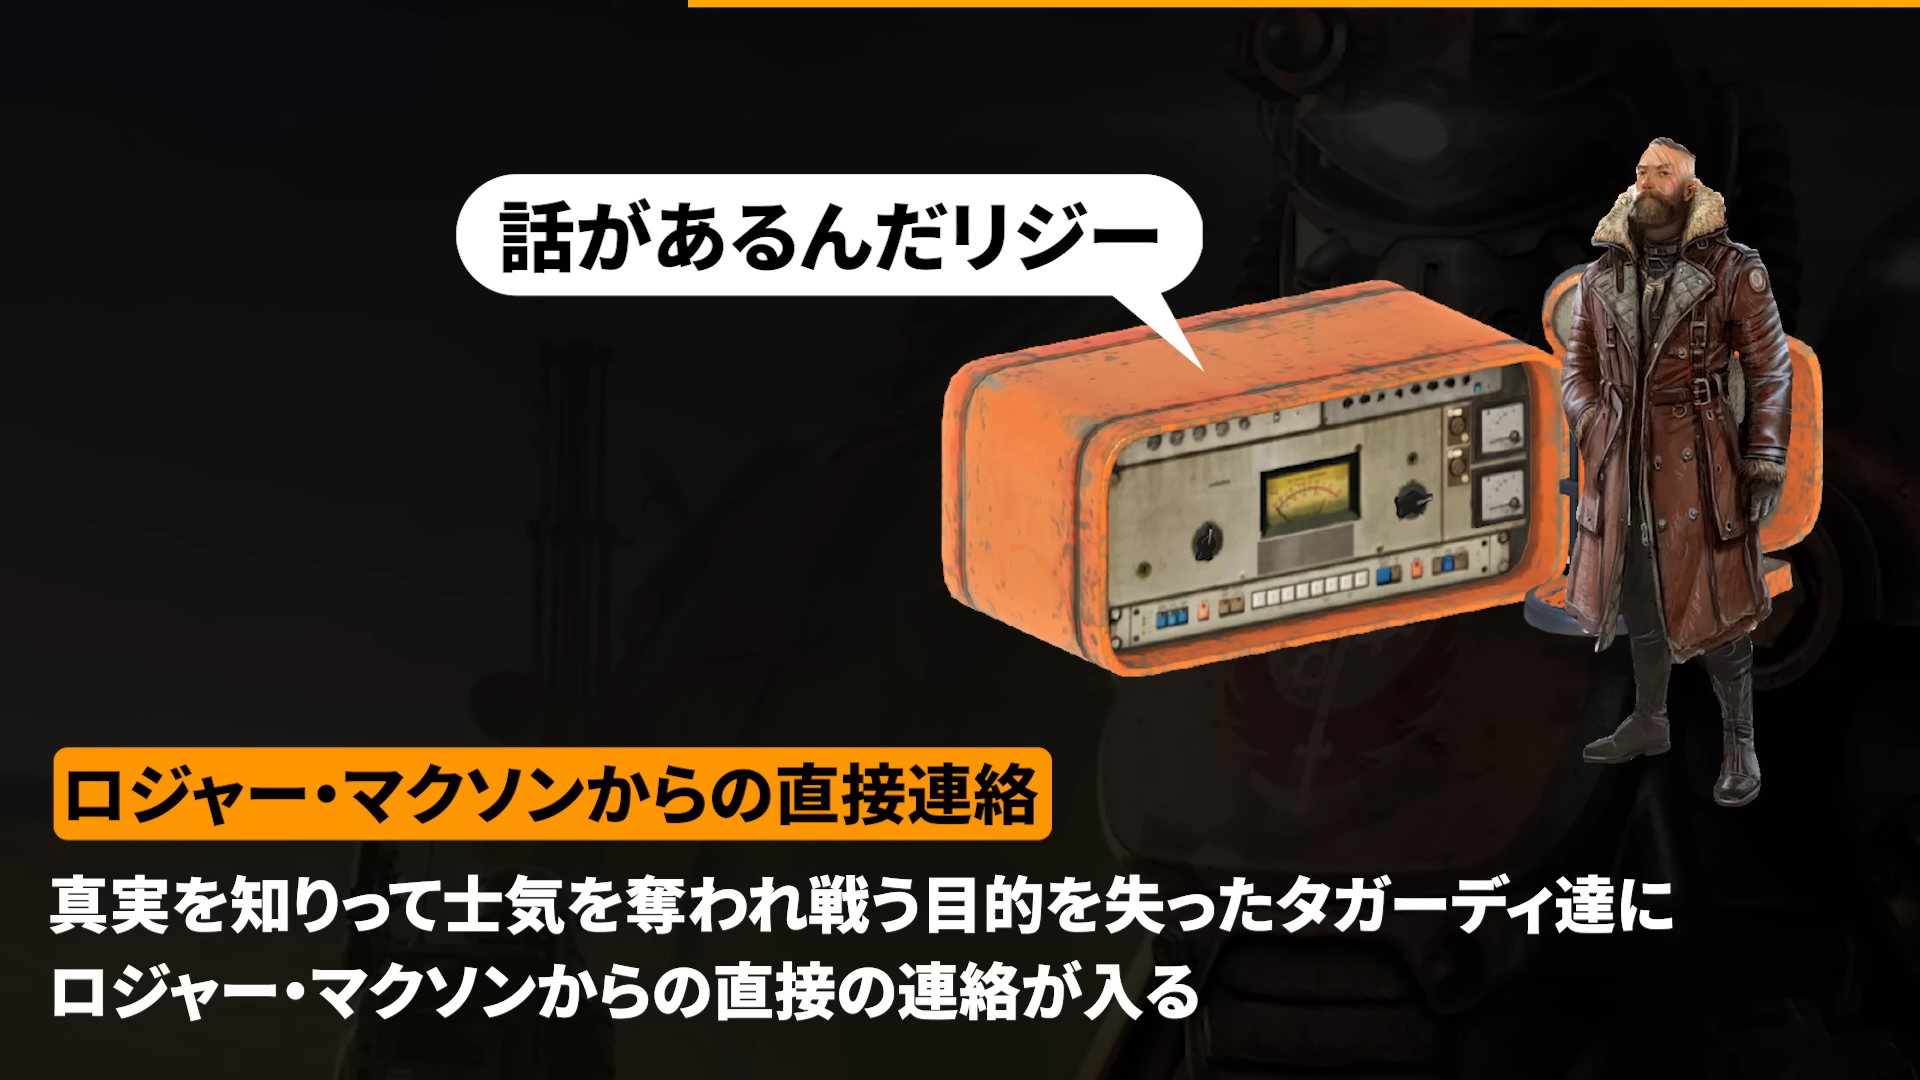 話があるんだリジー
ロジャー・マクソンからの直接連絡
真実を知りって士気を奪われ戦う目的を失ったタガーディ達に
ロジャー・マクソンからの直接の連絡が入る